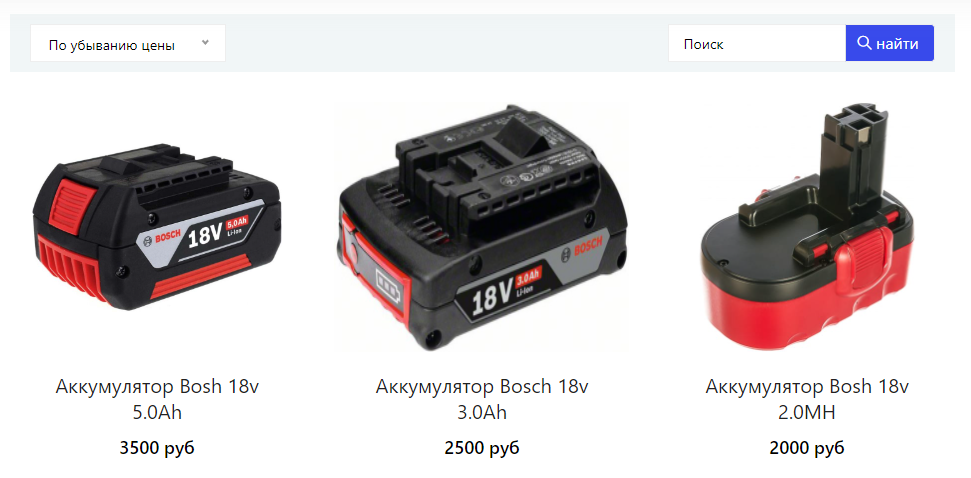 По убыванию цены
Поиск
найти
BOSCH
18V
5.0Ah
Li-Ion
BOSCH
18V
3.0Ah
Li-Ion
Аккумулятор Bosh 18v
5.0Ah
3500 руб
Аккумулятор Bosch 18v
3.0Ah
2500 руб
Аккумулятор Bosh 18v
2.0MH
2000 руб